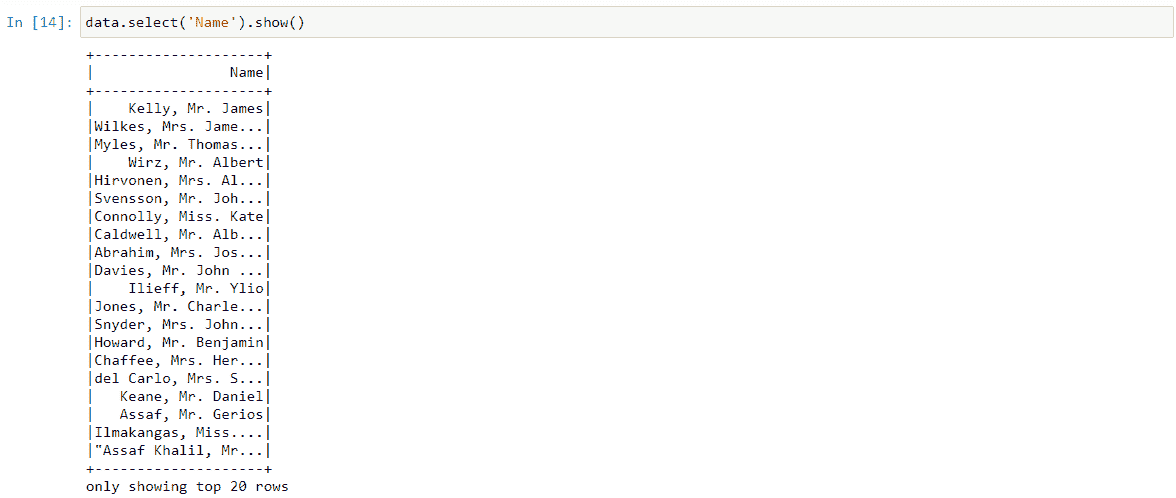 In [14]: data.select('Name').show()
+--------------------+
|                Name|
+--------------------+
|    Kelly, Mr. James|
|Wilkes, Mrs. Jame...|
|Myles, Mr. Thomas...|
|    Wirz, Mr. Albert|
|Hirvonen, Mrs. Al...|
|Svensson, Mr. Joh...|
|Connolly, Miss. Kate|
|Caldwell, Mr. Alb...|
|Abrahim, Mrs. Jos...|
|Davies, Mr. John ...|
|    Ilieff, Mr. Ylio|
|Jones, Mr. Charle...|
|Snyder, Mrs. John...|
|Howard, Mr. Benjamin|
|Chaffee, Mrs. Her...|
|del Carlo, Mrs. S...|
|   Keane, Mr. Daniel|
|   Assaf, Mr. Gerios|
|Ilmakangas, Miss....|
|"Assaf Khalil, Mr...|
+--------------------+
only showing top 20 rows